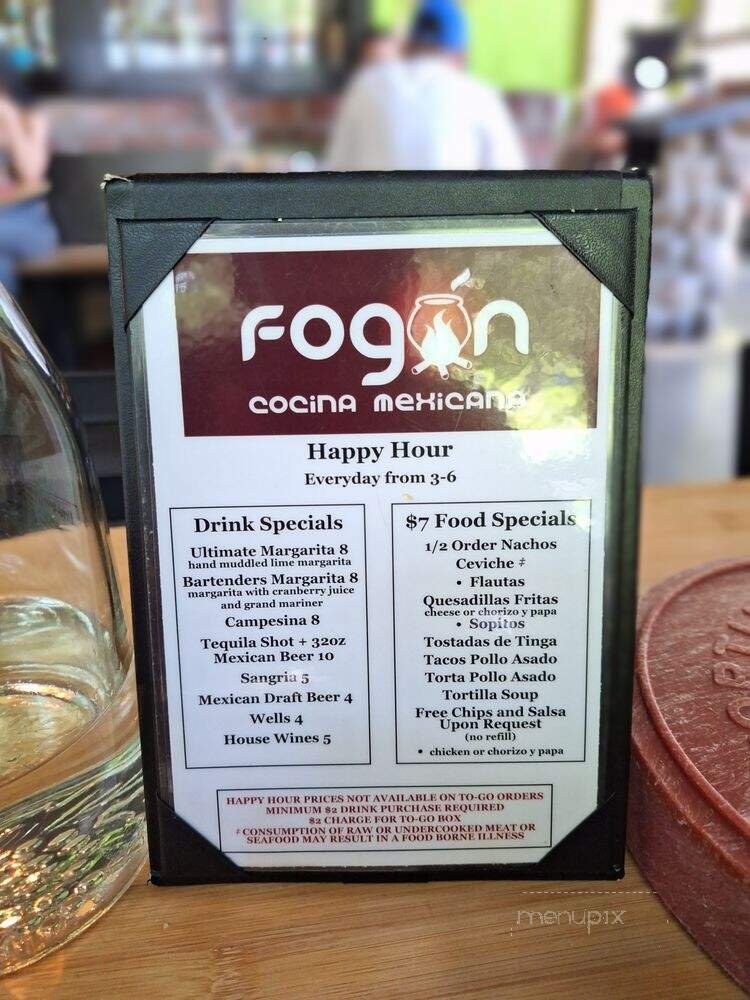 Fogón
cocina mexicana
Happy Hour
Everyday from 3-6
Drink Specials
Ultimate Margarita 8
hand muddled lime margarita
Bartenders Margarita 8
margarita with cranberry juice
and grand mariner
Campesina 8
Tequila Shot + 32oz
Mexican Beer 10
Sangria 5
Mexican Draft Beer 4
Wells 4
House Wines 5
$7 Food Specials
1/2 Order Nachos
Ceviche ≠
• Flautas
Quesadillas Fritas
cheese or chorizo y papa
• Sopitos
Tostadas de Tinga
Tacos Pollo Asado
Torta Pollo Asado
Tortilla Soup
Free Chips and Salsa
Upon Request
(no refill)
• chicken or chorizo y papa
HAPPY HOUR PRICES NOT AVAILABLE ON TO-GO ORDERS
MINIMUM $2 DRINK PURCHASE REQUIRED
$2 CHARGE FOR TO-GO BOX
≠ CONSUMPTION OF RAW OR UNDERCOOKED MEAT OR
SEAFOOD MAY RESULT IN A FOOD BORNE ILLNESS
menupix